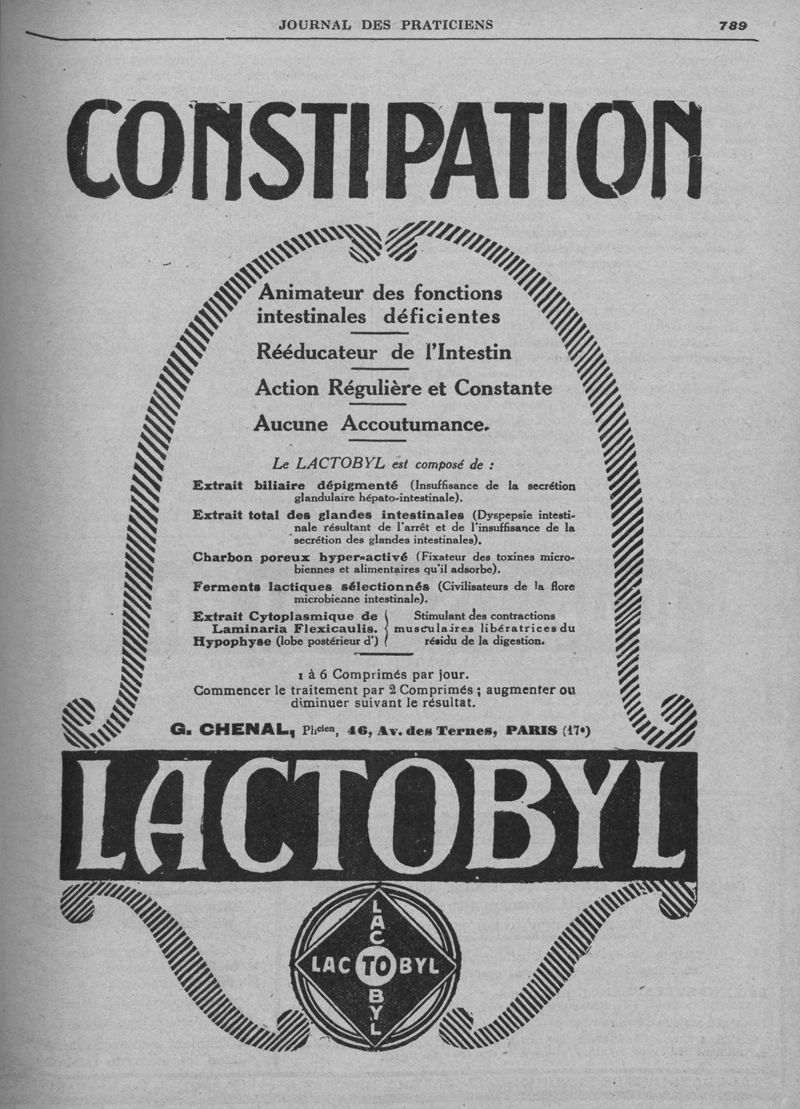 JOURNAL DES PRATICIENS 789
CONSTIPATION
Animateur des fonctions
intestinales déficientes
Rééducateur de l'Intestin
Action Régulière et Constante
Aucune Accoutumance.
Le LACTOBYL est composé de :
Extrait biliaire dépigmenté (Insuffisance de la secrétion
glandulaire hépato-intestinale).
Extrait total des glandes intestinales (Dyspepsie intesti-
nale résultant de l'arrêt et de l'insuffisance de la
secrétion des glandes intestinales).
Charbon poreux hyper-activé (Fixateur des toxines micro-
biennes et alimentaires qu'il adsorbe).
Ferments lactiques sélectionnés (Civilisateurs de la flore
microbienne intestinale).
Extrait Cytoplasmique de { Stimulant des contractions
Laminaria Flexicaulis. { musculaires libératrices du
Hypophyse (lobe postérieur d') { résidu de la digestion.
1 à 6 Comprimés par jour.
Commencer le traitement par 2 Comprimés ; augmenter ou
diminuer suivant le résultat.
G. CHENAL, Phcien, 46, Av. des Ternes, PARIS (17e)
LACTOBYL
L
A
C
LAC TO BYL
B
Y
L